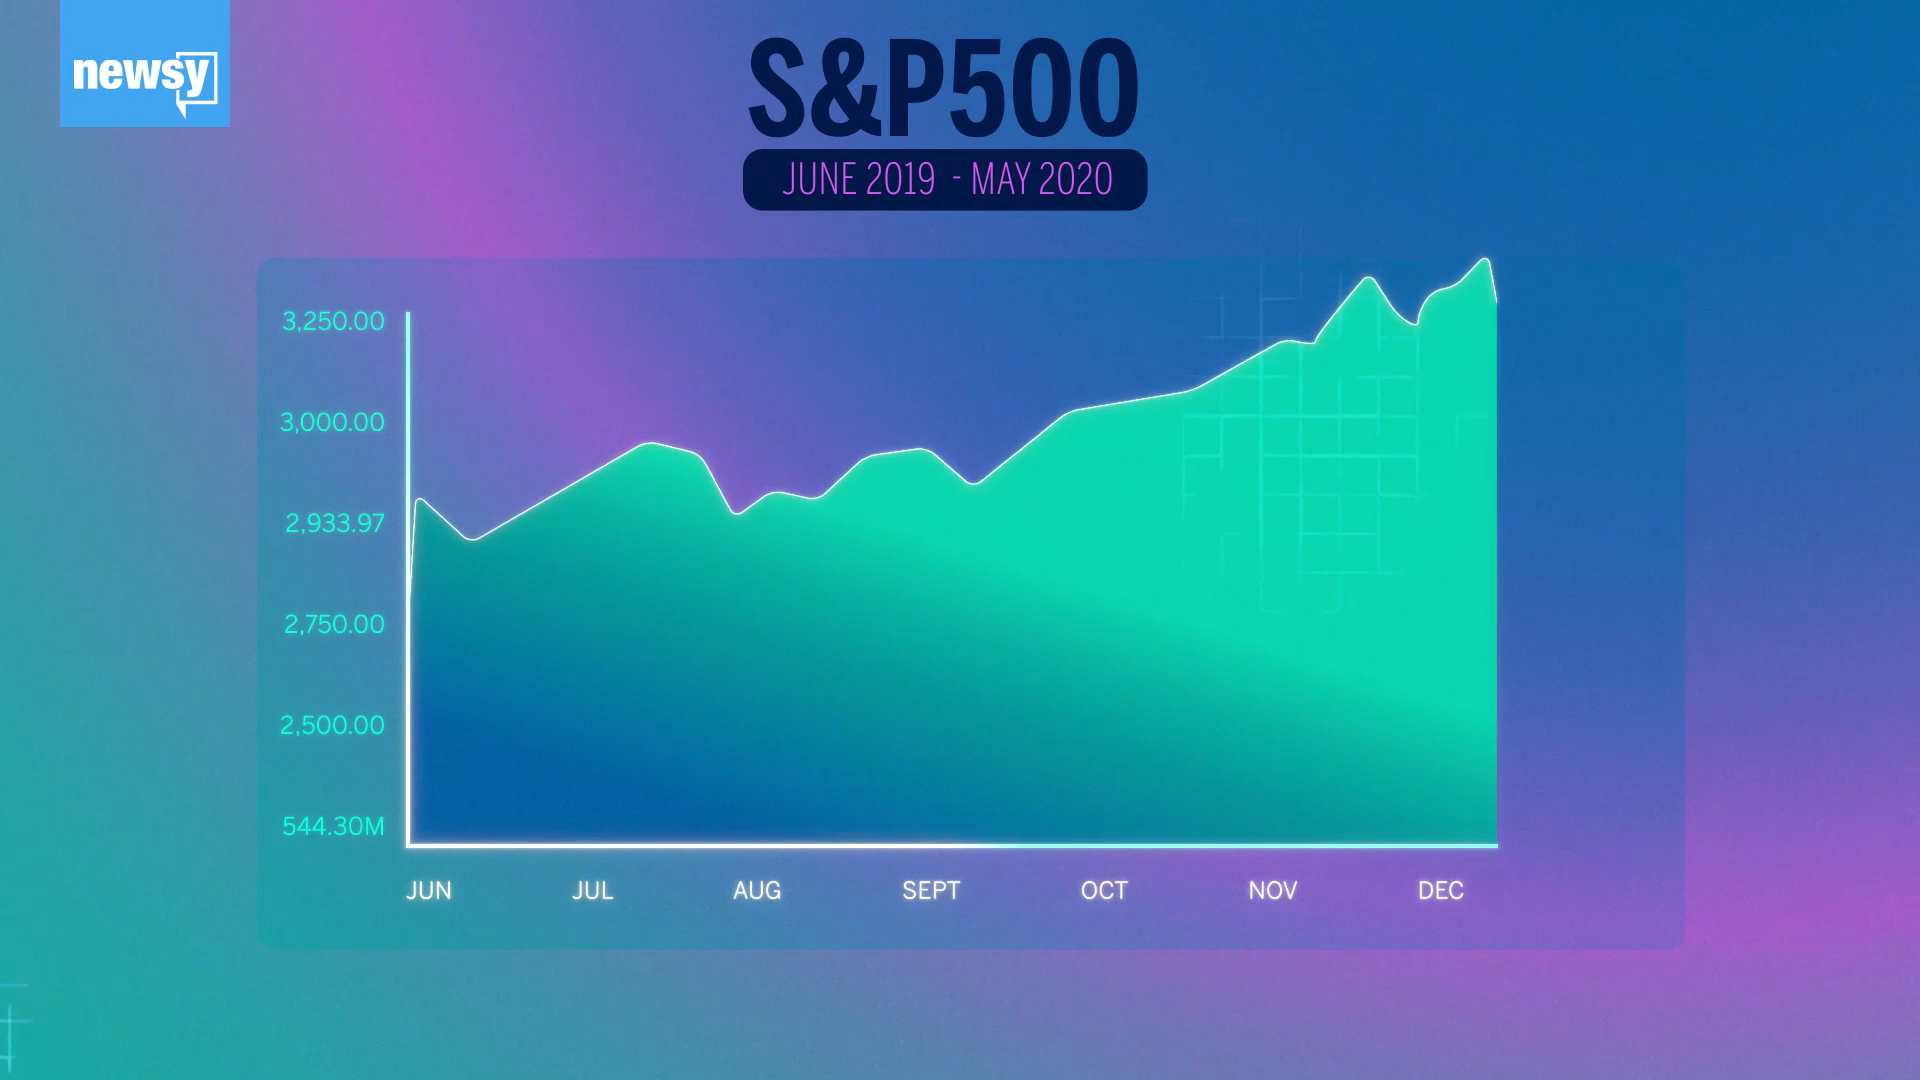 newsy
S&P500
JUNE 2019 - MAY 2020
3,250.00
3,000.00
2,933.97
2,750.00
2,500.00
544.30M
JUN JUL AUG SEPT OCT NOV DEC